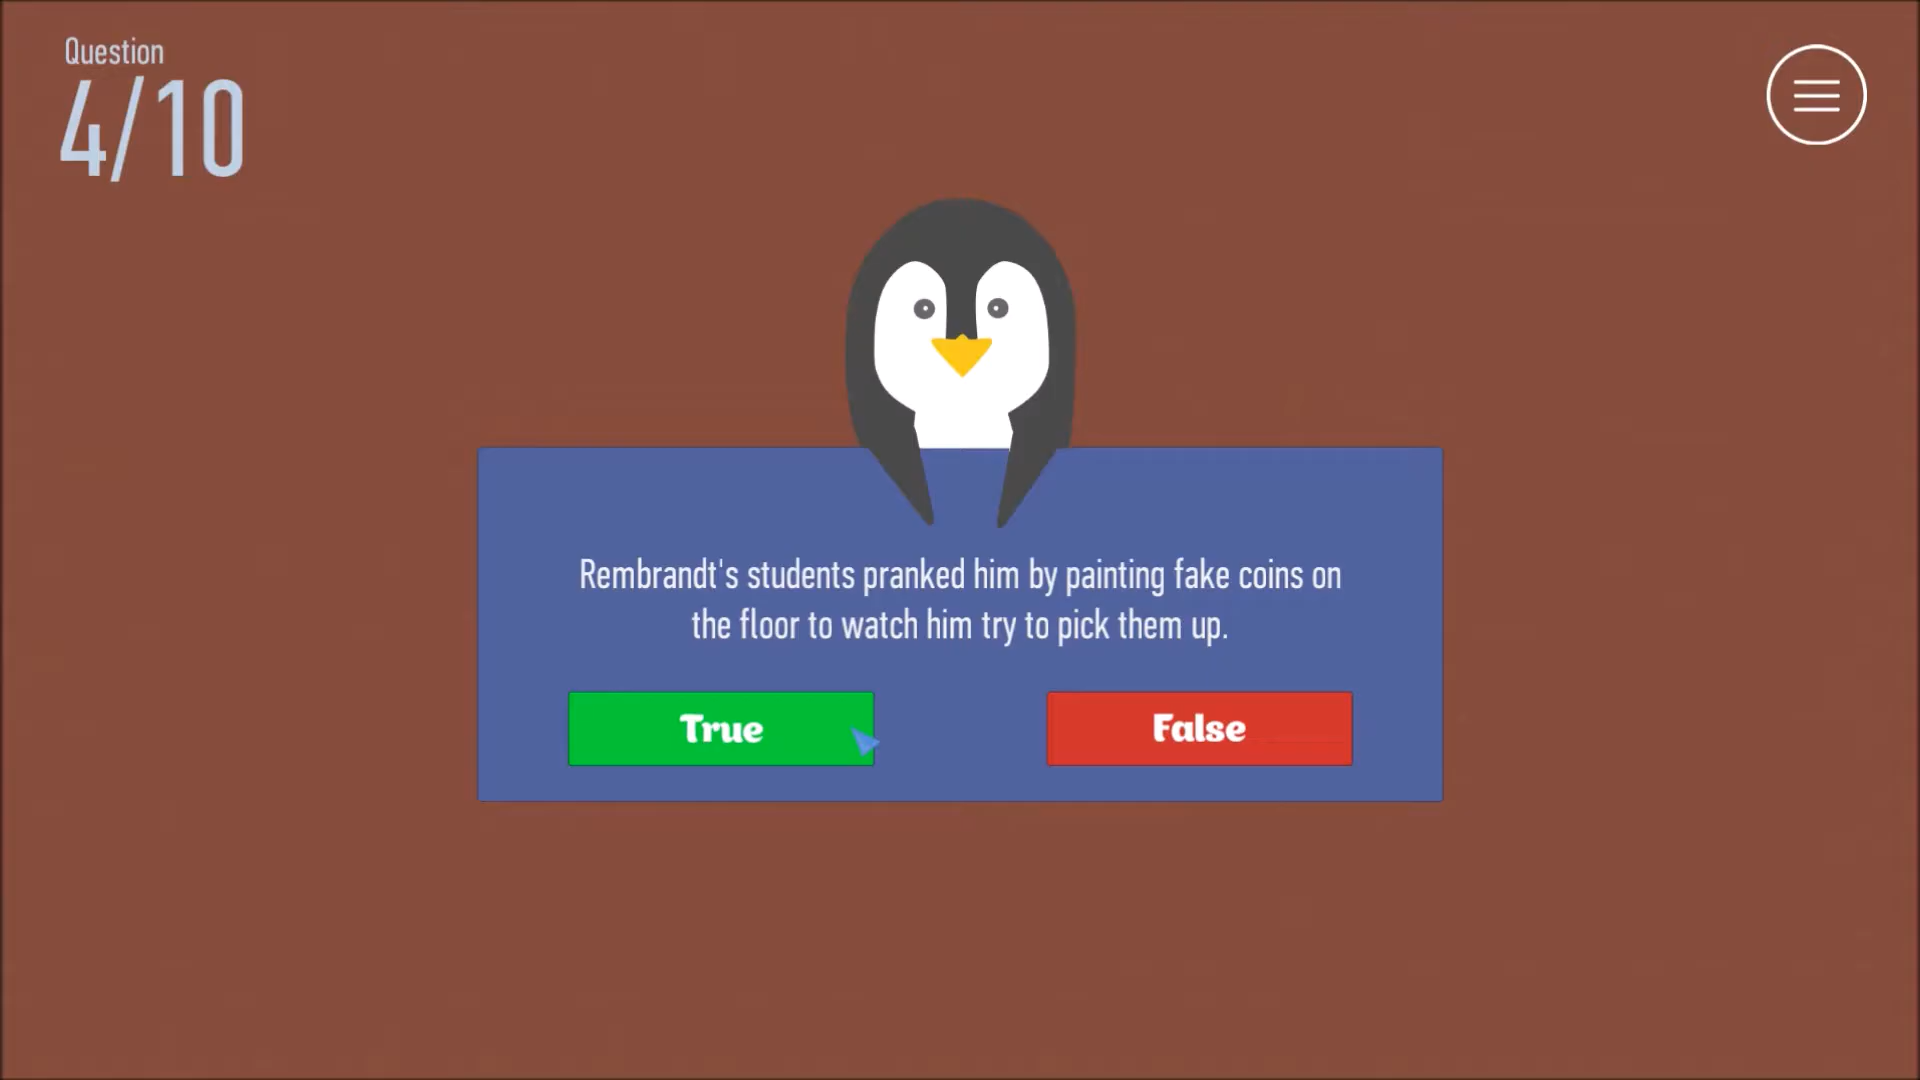 Question
4/10
Rembrandt's students pranked him by painting fake coins on
the floor to watch him try to pick them up.
True
False